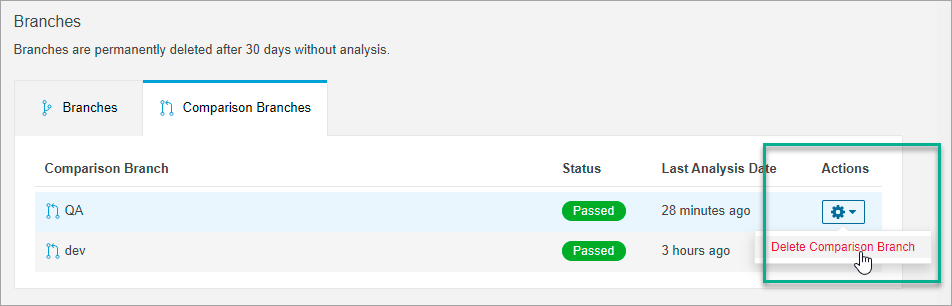 Branches
Branches are permanently deleted after 30 days without analysis.
Branches
Comparison Branches
Comparison Branch Status Last Analysis Date Actions
QA Passed 28 minutes ago
Delete Comparison Branch
dev Passed 3 hours ago